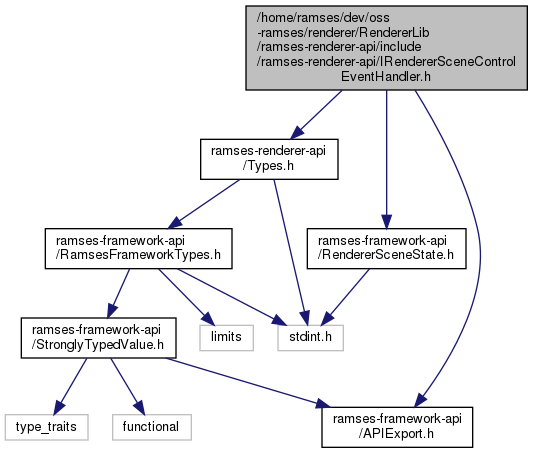 /home/ramses/dev/oss
-ramses/renderer/RendererLib
/ramses-renderer-api/include
/ramses-renderer-api/IRendererSceneControl
EventHandler.h
ramses-renderer-api
/Types.h
ramses-framework-api
/RamsesFrameworkTypes.h
ramses-framework-api
/RendererSceneState.h
ramses-framework-api
/StronglyTypedValue.h
limits
stdint.h
type_traits
functional
ramses-framework-api
/APIExport.h